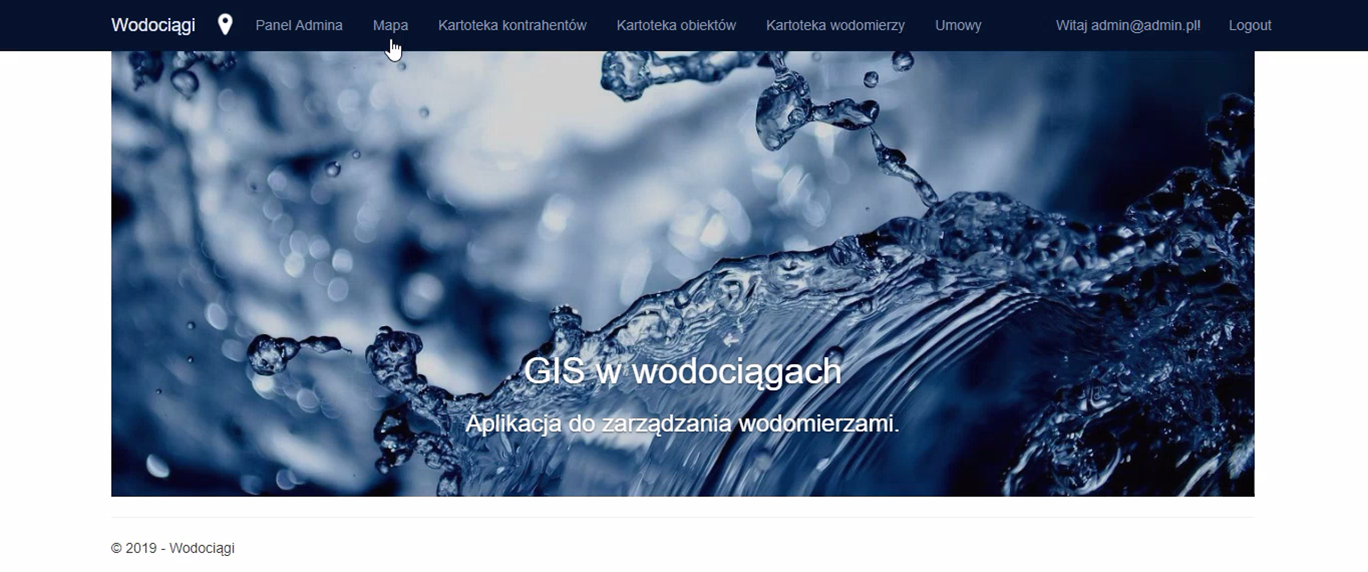 Wodociągi Panel Admina Mapa Kartoteka kontrahentów Kartoteka obiektów Kartoteka wodomierzy Umowy Witaj admin@admin.pl! Logout
GIS w wodociągach
Aplikacja do zarządzania wodomierzami.
© 2019 - Wodociągi